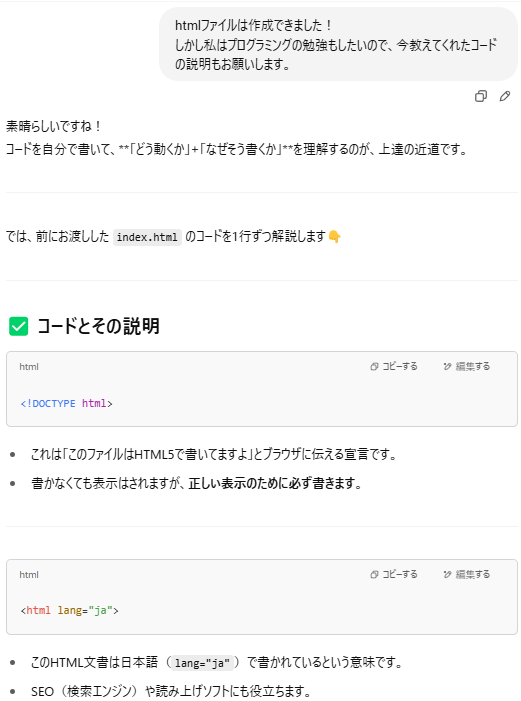 htmlファイルは作成できました！
しかし私はプログラミングの勉強もしたいので、今教えてくれたコード
の説明もお願いします。
素晴らしいですね！
コードを自分で書いて、**「どう動くか」+「なぜそう書くか」**を理解するのが、上達の近道です。
では、前にお渡しした index.html のコードを1行ずつ解説します👇
✅ コードとその説明
html コピーする 編集する
<!DOCTYPE html>
これは「このファイルはHTML5で書いてますよ」とブラウザに伝える宣言です。
書かなくても表示はされますが、正しい表示のために必ず書きます。
html コピーする 編集する
<html lang="ja">
このHTML文書は日本語（lang="ja"）で書かれているという意味です。
SEO（検索エンジン）や読み上げソフトにも役立ちます。